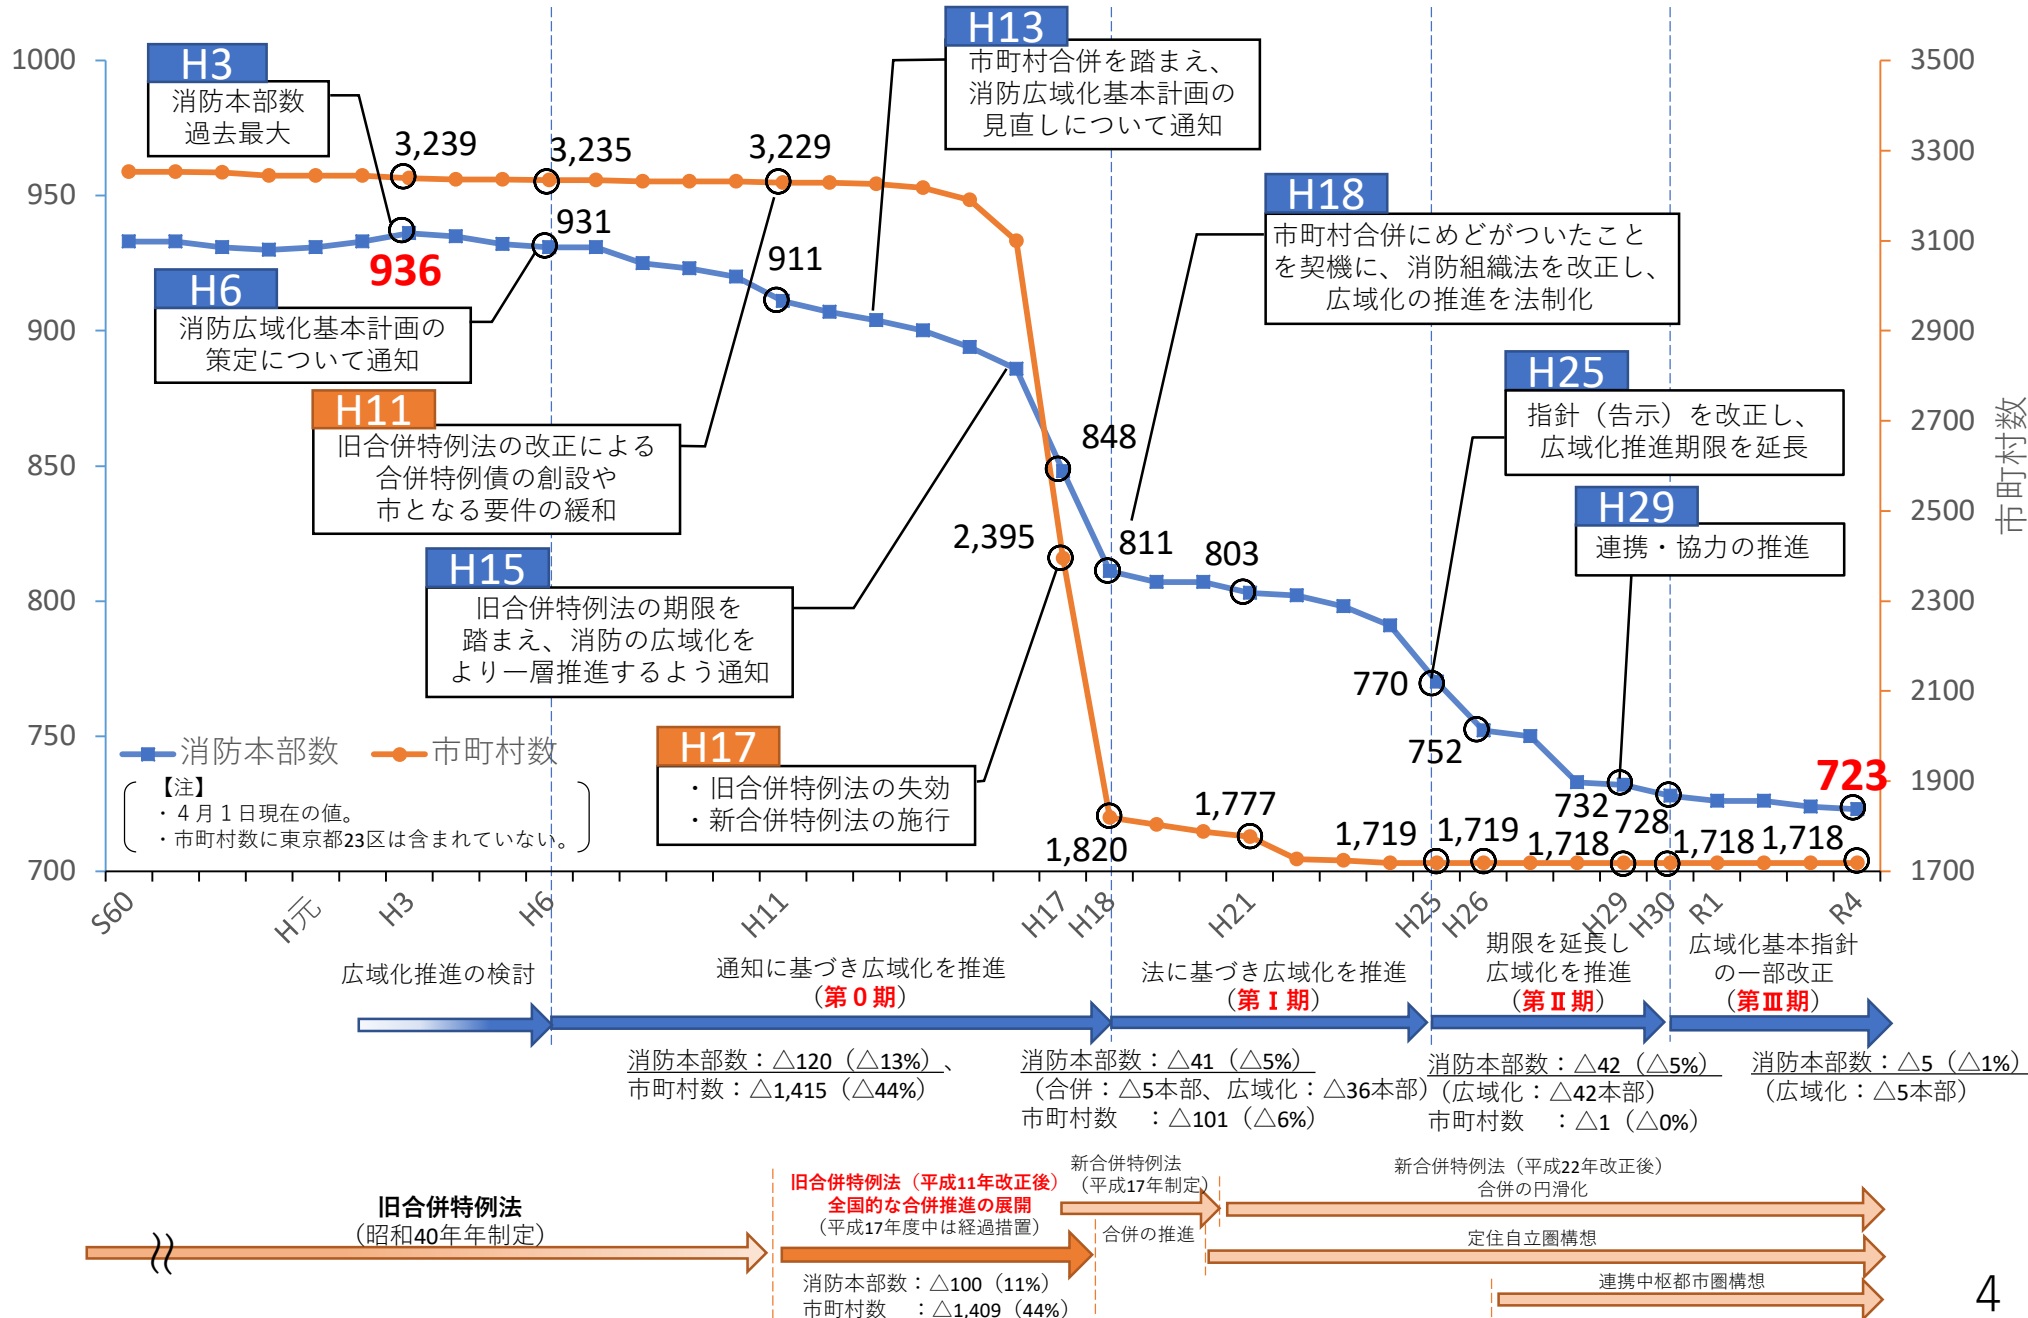 1000
950
900
850
800
750
700
3500
3300
3100
2900
2700
2500
2300
2100
1900
1700
市町村数
H3
消防本部数
過去最大
H13
市町村合併を踏まえ、
消防広域化基本計画の
見直しについて通知
3,239
3,235
3,229
931
936
911
H6
消防広域化基本計画の
策定について通知
H18
市町村合併にめどがついたこと
を契機に、消防組織法を改正し、
広域化の推進を法制化
H11
旧合併特例法の改正による
合併特例債の創設や
市となる要件の緩和
H25
指針（告示）を改正し、
広域化推進期限を延長
848
H29
連携・協力の推進
2,395
811
803
H15
旧合併特例法の期限を
踏まえ、消防の広域化を
より一層推進するよう通知
770
752
消防本部数
市町村数
【注】
・４月１日現在の値。
・市町村数に東京都23区は含まれていない。
H17
・旧合併特例法の失効
・新合併特例法の施行
1,820
1,777
1,719
1,719
732
728
723
1,718
1,718
1,718
S60
H元
H3
H6
H11
H17
H18
H21
H25
H26
H29
H30
R1
R4
広域化推進の検討
通知に基づき広域化を推進
（第０期）
法に基づき広域化を推進
（第Ⅰ期）
期限を延長し
広域化を推進
（第Ⅱ期）
広域化基本指針
の一部改正
（第Ⅲ期）
消防本部数：△120（△13%）、
市町村数：△1,415（△44%）
消防本部数：△41（△5%）
（合併：△5本部、広域化：△36本部）
市町村数　：△101（△6%）
消防本部数：△42（△5%）
（広域化：△42本部）
市町村数　：△1（△0%）
消防本部数：△5（△1%）
（広域化：△5本部）
旧合併特例法
（昭和40年年制定）
旧合併特例法（平成11年改正後）
全国的な合併推進の展開
（平成17年度中は経過措置）
消防本部数：△100（11%）
市町村数　：△1,409（44%）
新合併特例法
（平成17年制定）
合併の推進
新合併特例法（平成22年改正後）
合併の円滑化
定住自立圏構想
連携中枢都市圏構想
4